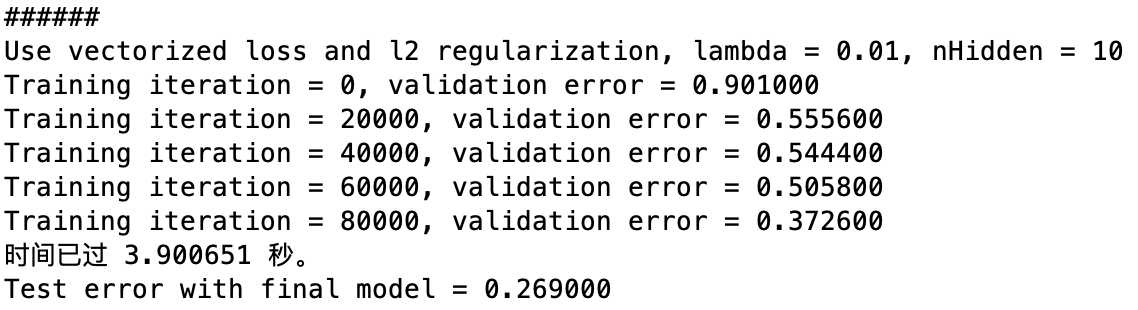 ######
Use vectorized loss and l2 regularization, lambda = 0.01, nHidden = 10
Training iteration = 0, validation error = 0.901000
Training iteration = 20000, validation error = 0.555600
Training iteration = 40000, validation error = 0.544400
Training iteration = 60000, validation error = 0.505800
Training iteration = 80000, validation error = 0.372600
时间已过 3.900651 秒。
Test error with final model = 0.269000